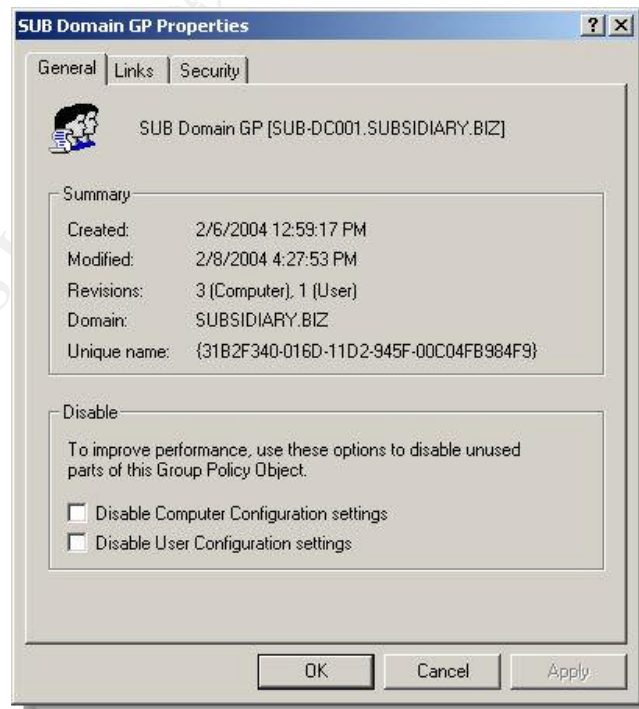 SUB Domain GP Properties
General Links Security
SUB Domain GP [SUB-DC001.SUBSIDIARY.BIZ]
Summary
Created: 2/6/2004 12:59:17 PM
Modified: 2/8/2004 4:27:53 PM
Revisions: 3 (Computer), 1 (User)
Domain: SUBSIDIARY.BIZ
Unique name: {31B2F340-016D-11D2-945F-00C04FB984F9}
Disable
To improve performance, use these options to disable unused
parts of this Group Policy Object.
Disable Computer Configuration settings
Disable User Configuration settings
OK Cancel Apply